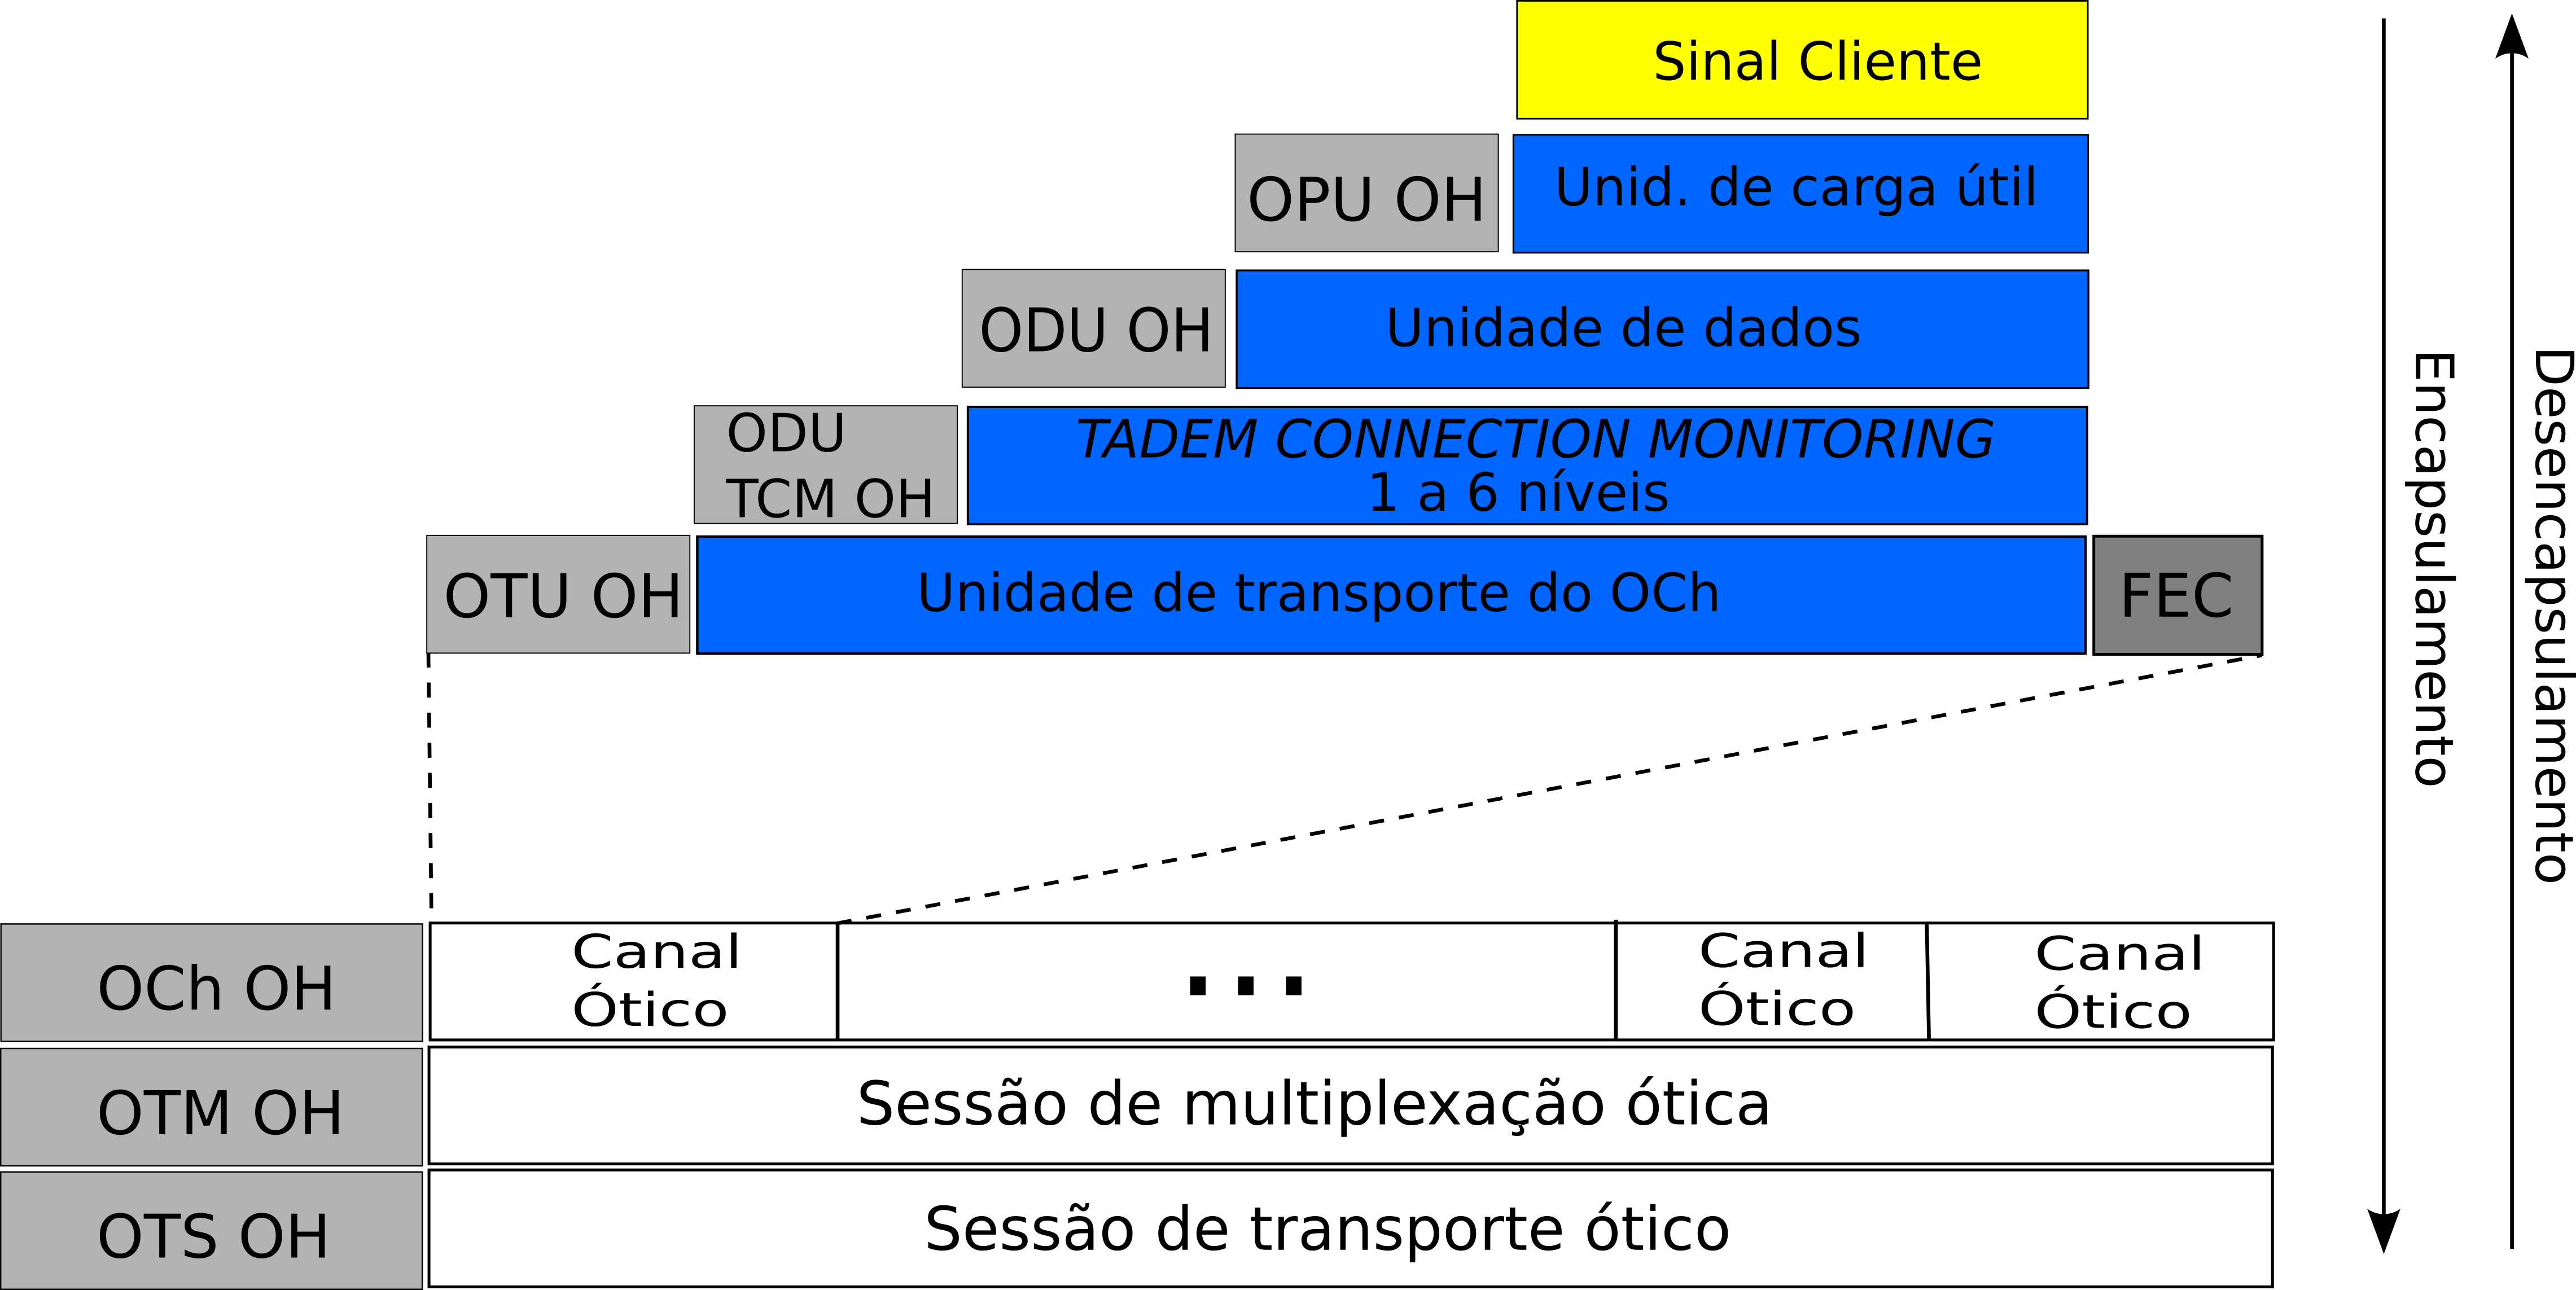 Sinal Cliente
OPU OH
Unid. de carga útil
ODU OH
Unidade de dados
ODU
TCM OH
TADEM CONNECTION MONITORING
1 a 6 níveis
OTU OH
Unidade de transporte do OCh
FEC
Encapsulamento
Desencapsulamento
OCh OH
Canal
Ótico
...
Canal
Ótico
Canal
Ótico
OTM OH
Sessão de multiplexação ótica
OTS OH
Sessão de transporte ótico